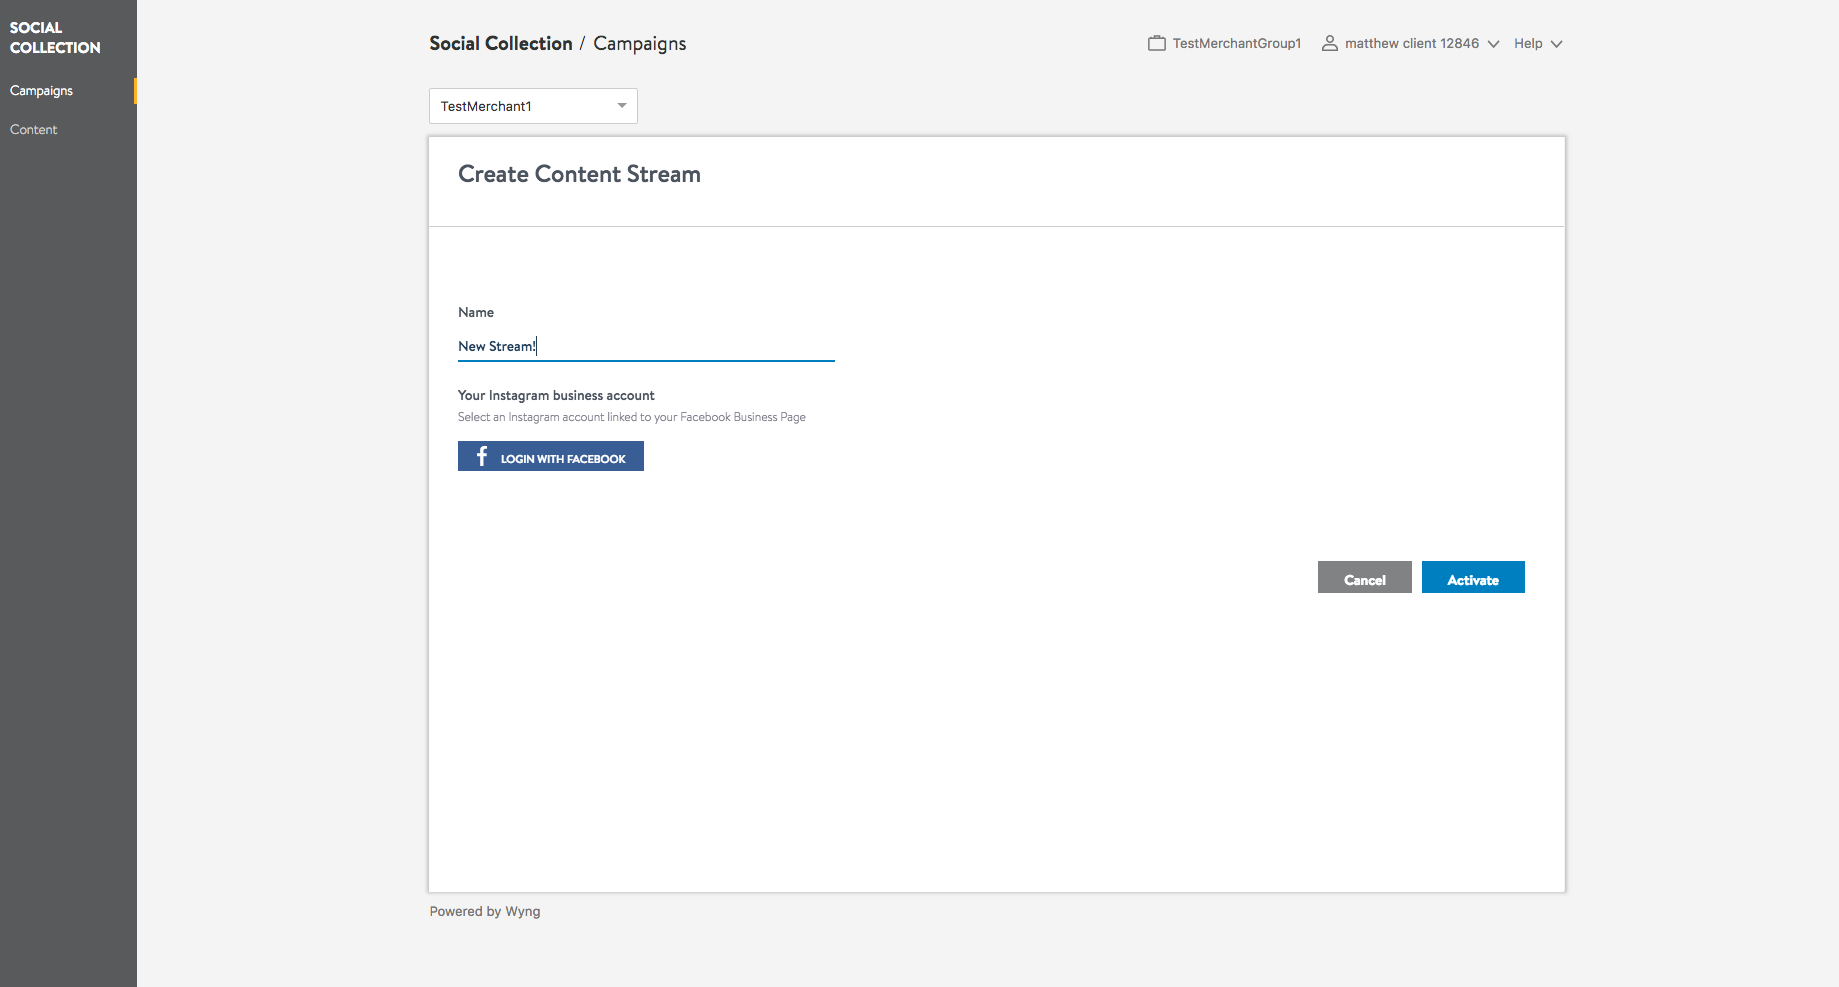 SOCIAL
COLLECTION
Campaigns
Content
Social Collection / Campaigns
TestMerchantGroup1
matthew client 12846
Help
TestMerchant1
Create Content Stream
Name
New Stream!
Your Instagram business account
Select an Instagram account linked to your Facebook Business Page
f LOGIN WITH FACEBOOK
Cancel
Activate
Powered by Wyng